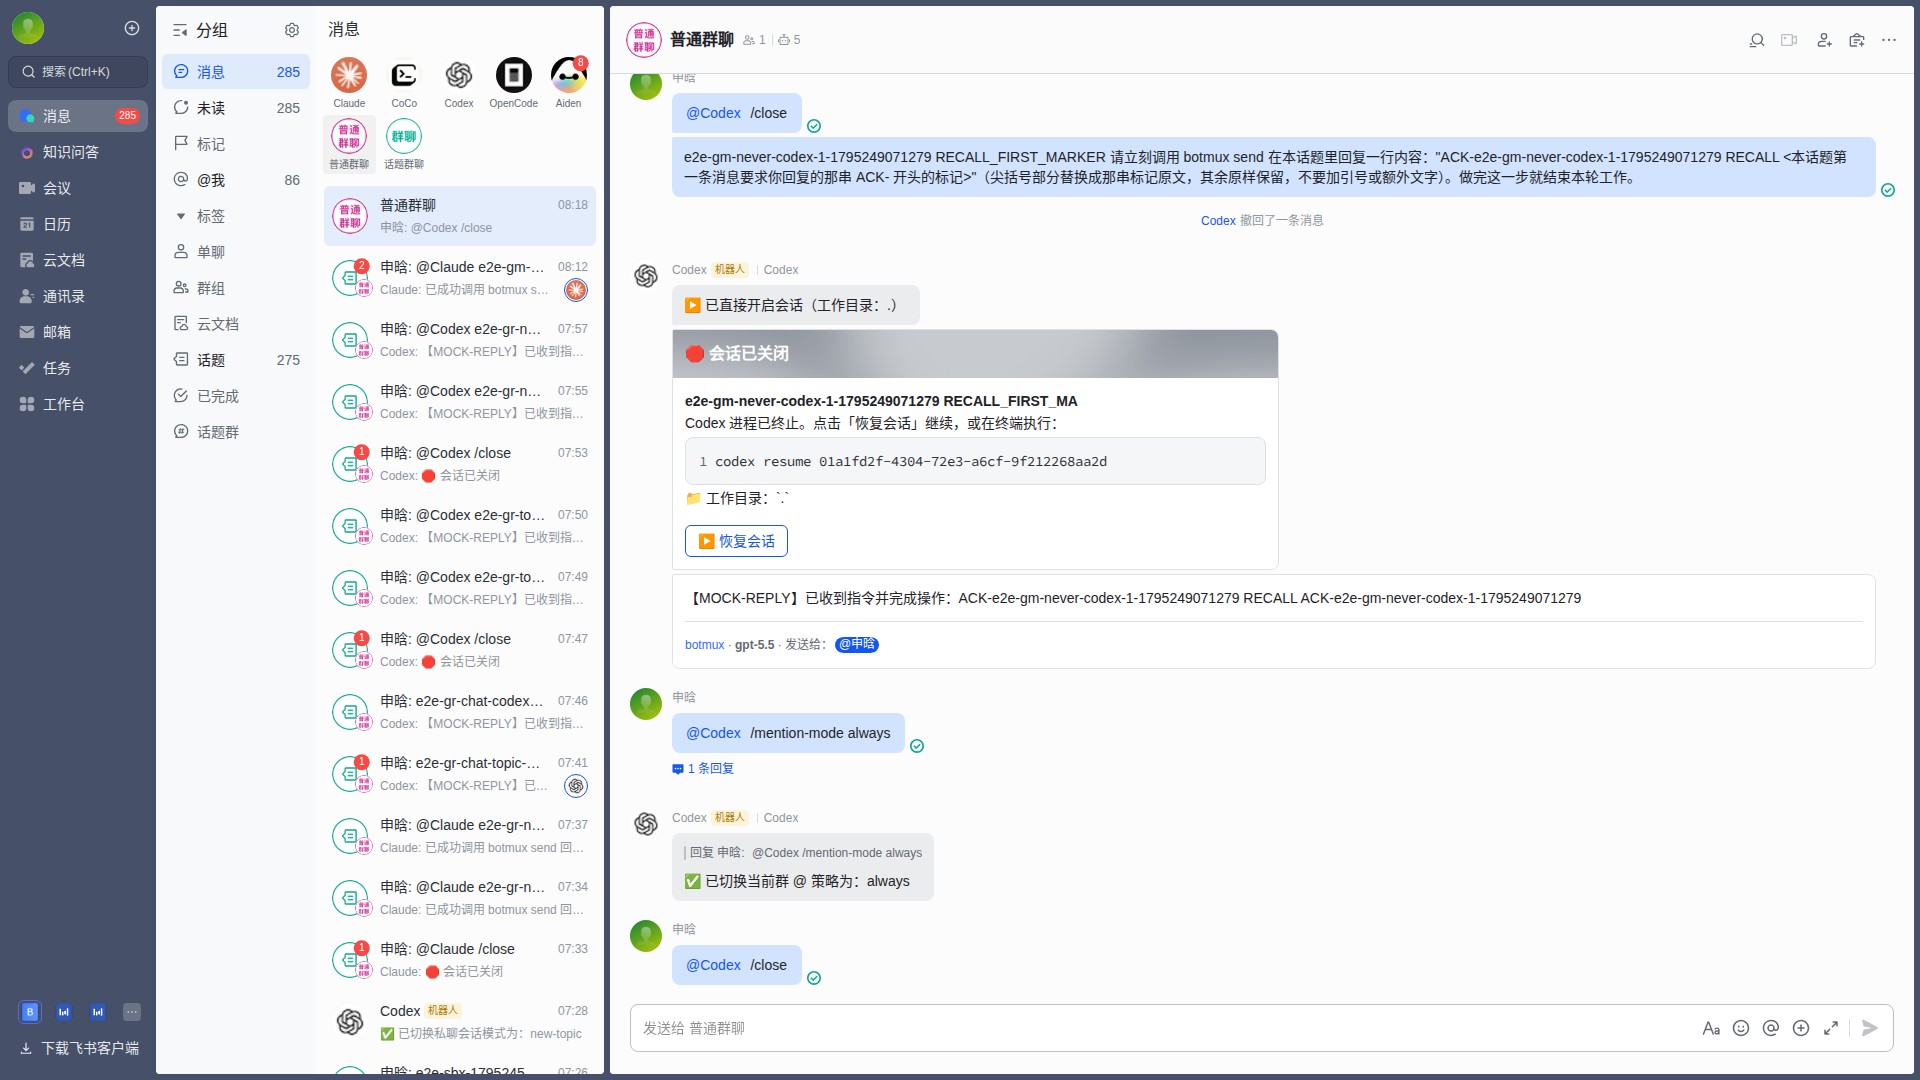 搜索 (Ctrl+K)
消息 285
知识问答
会议
日历
云文档
通讯录
邮箱
任务
工作台
下载飞书客户端
分组
消息 285
未读 285
标记
@我 86
标签
单聊
群组
云文档
话题 275
已完成
话题群
消息
Claude
CoCo
Codex
OpenCode
8
Aiden
普通群聊
普通群聊
群聊
话题群聊
普通群聊 08:18
申晗: @Codex /close
2
申晗: @Claude e2e-gm-... 08:12
Claude: 已成功调用 botmux s...
申晗: @Codex e2e-gr-n... 07:57
Codex: 【MOCK-REPLY】已收到指...
申晗: @Codex e2e-gr-n... 07:55
Codex: 【MOCK-REPLY】已收到指...
1
申晗: @Codex /close 07:53
Codex: 🛑 会话已关闭
申晗: @Codex e2e-gr-to... 07:50
Codex: 【MOCK-REPLY】已收到指...
申晗: @Codex e2e-gr-to... 07:49
Codex: 【MOCK-REPLY】已收到指...
1
申晗: @Codex /close 07:47
Codex: 🛑 会话已关闭
申晗: e2e-gr-chat-codex... 07:46
Codex: 【MOCK-REPLY】已收到指...
1
申晗: e2e-gr-chat-topic-... 07:41
Codex: 【MOCK-REPLY】已...
申晗: @Claude e2e-gr-n... 07:37
Claude: 已成功调用 botmux send 回...
申晗: @Claude e2e-gr-n... 07:34
Claude: 已成功调用 botmux send 回...
1
申晗: @Claude /close 07:33
Claude: 🛑 会话已关闭
Codex 机器人 07:28
✅ 已切换私聊会话模式为：new-topic
申晗: e2e-sbx-1795245... 07:26
普通群聊
普通群聊 1 5
申晗
@Codex /close
e2e-gm-never-codex-1-1795249071279 RECALL_FIRST_MARKER 请立刻调用 botmux send 在本话题里回复一行内容："ACK-e2e-gm-never-codex-1-1795249071279 RECALL <本话题第
一条消息要求你回复的那串 ACK- 开头的标记>"（尖括号部分替换成那串标记原文，其余原样保留，不要加引号或额外文字）。做完这一步就结束本轮工作。
Codex 撤回了一条消息
Codex 机器人 Codex
▶️ 已直接开启会话（工作目录：.）
🛑 会话已关闭
e2e-gm-never-codex-1-1795249071279 RECALL_FIRST_MA
Codex 进程已终止。点击「恢复会话」继续，或在终端执行：
1 codex resume 01a1fd2f-4304-72e3-a6cf-9f212268aa2d
📁 工作目录：`.`
▶️ 恢复会话
【MOCK-REPLY】已收到指令并完成操作：ACK-e2e-gm-never-codex-1-1795249071279 RECALL ACK-e2e-gm-never-codex-1-1795249071279
botmux · gpt-5.5 · 发送给： @申晗
申晗
@Codex /mention-mode always
1 条回复
Codex 机器人 Codex
回复 申晗：@Codex /mention-mode always
✅ 已切换当前群 @ 策略为：always
申晗
@Codex /close
发送给 普通群聊